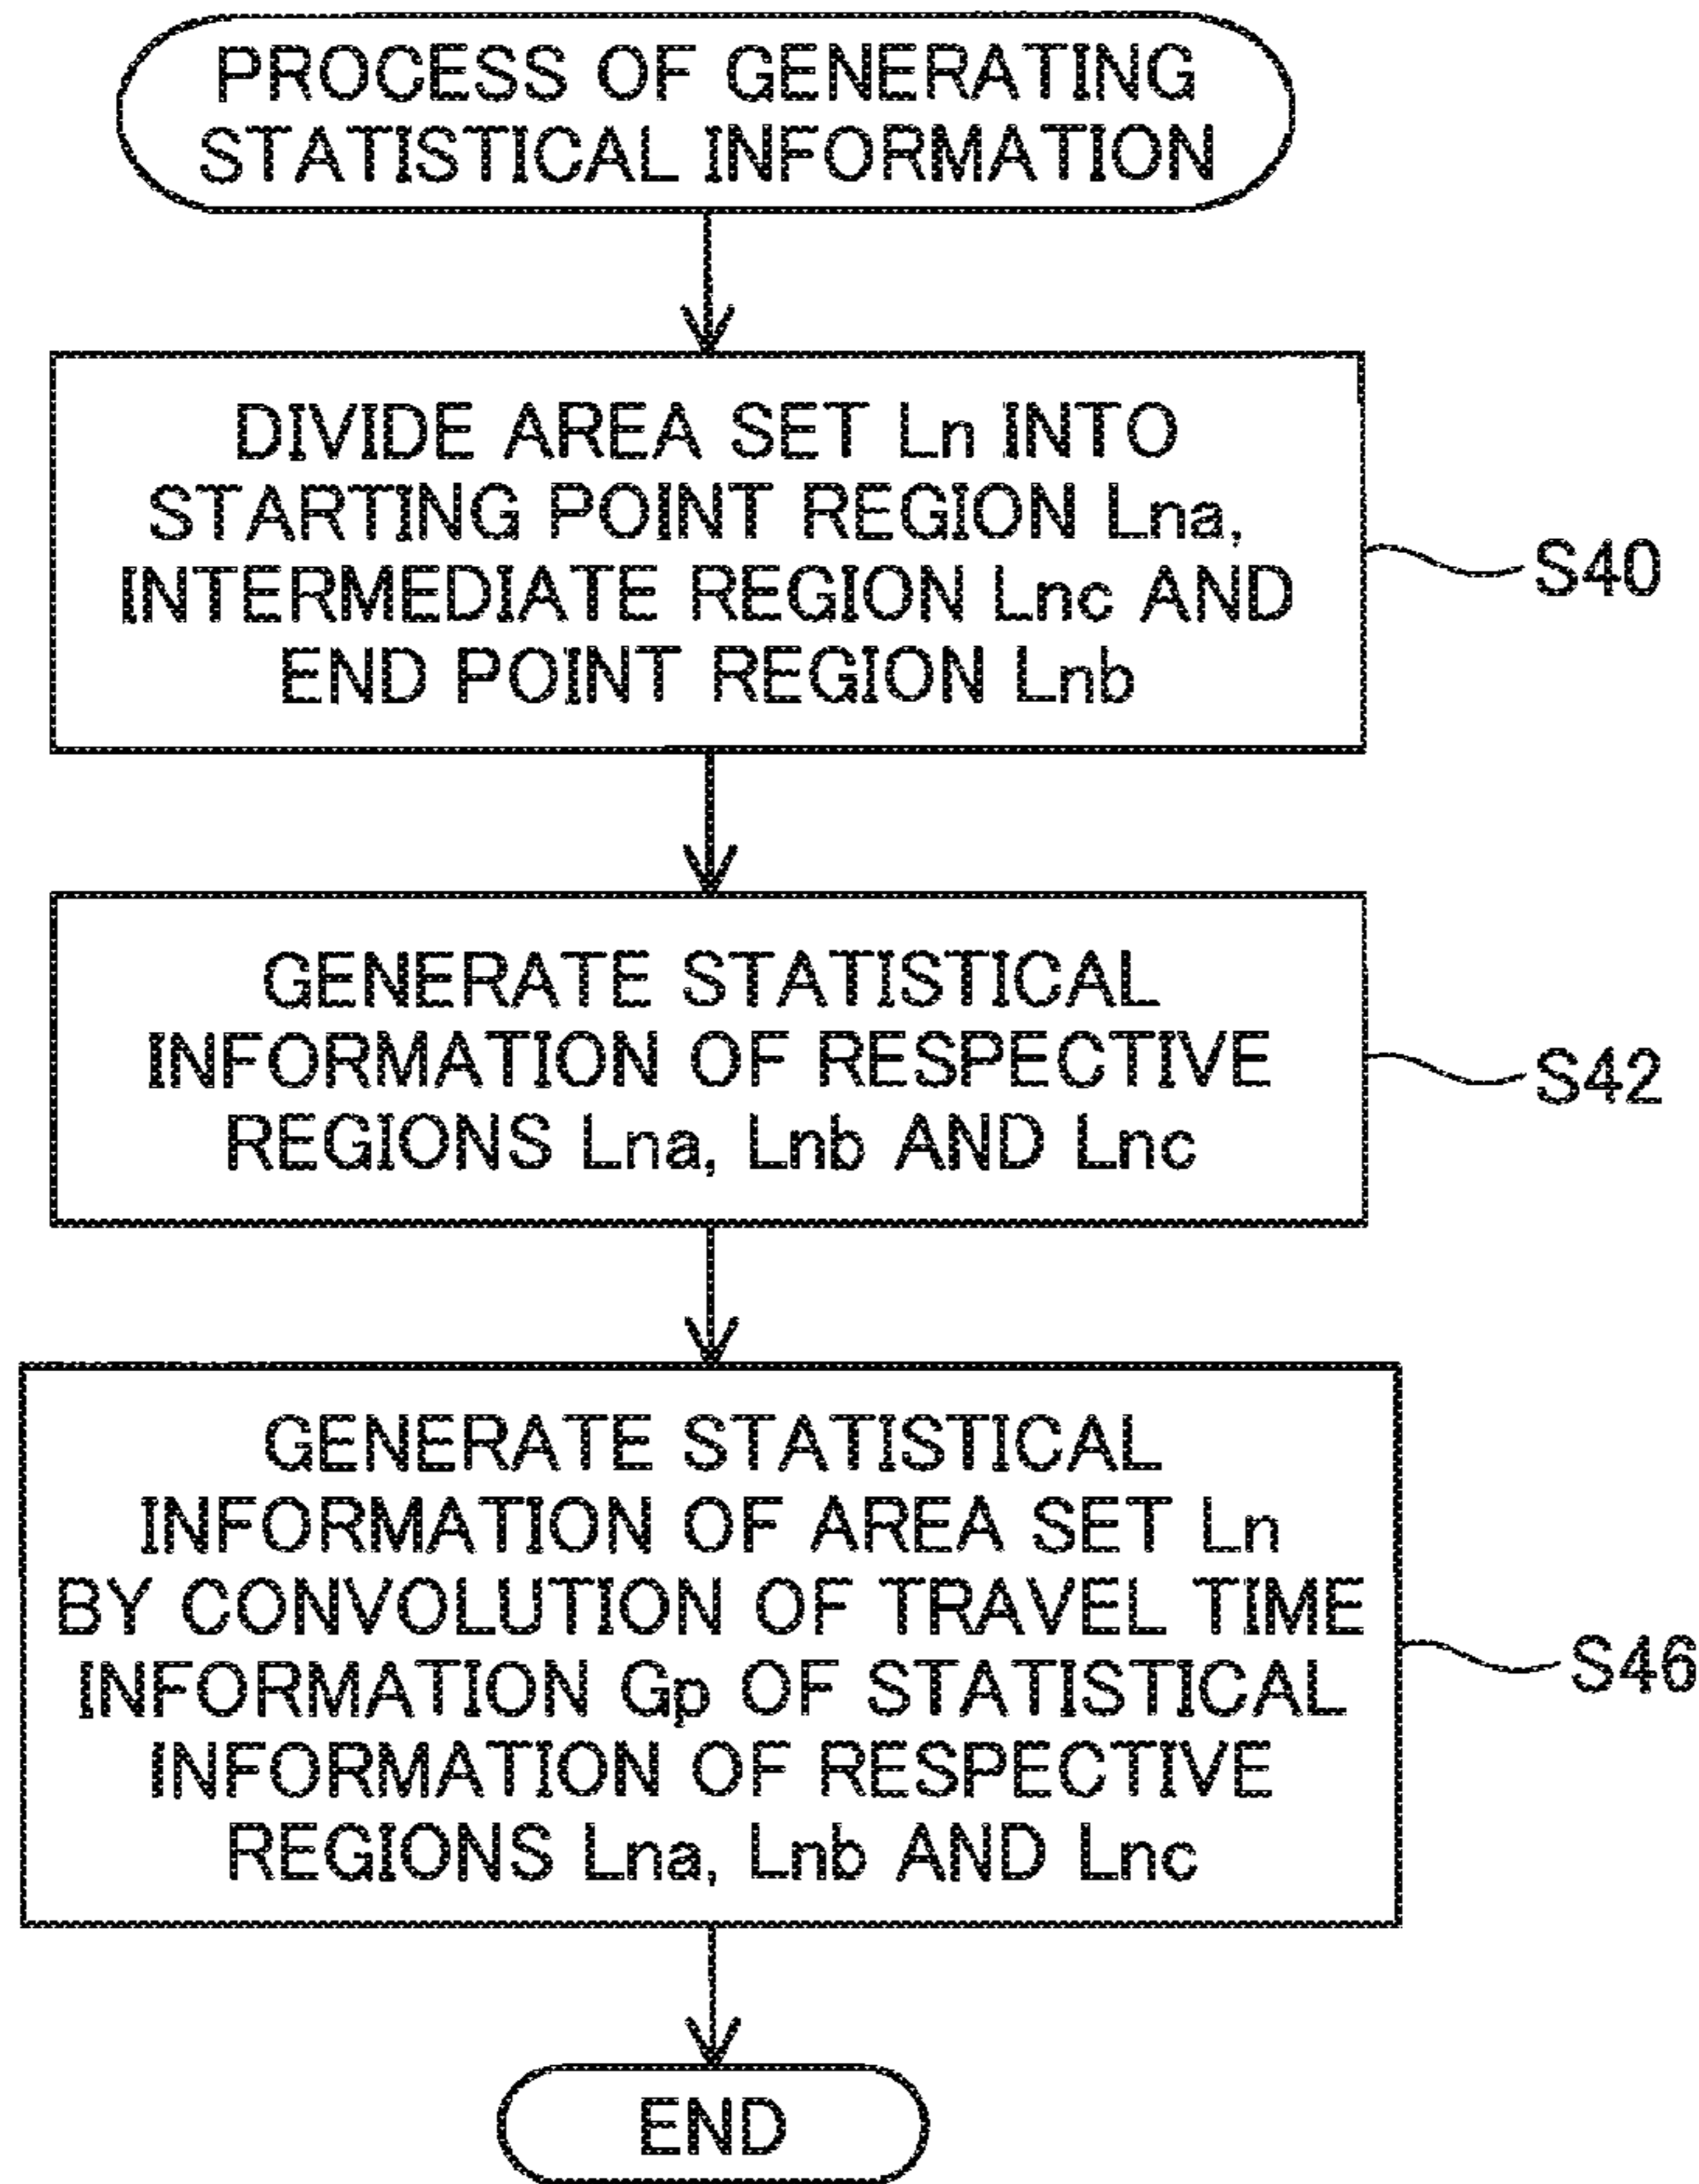 PROCESS OF GENERATING
STATISTICAL INFORMATION
DIVIDE AREA SET Ln INTO
STARTING POINT REGION Lna,
INTERMEDIATE REGION Lnc AND
END POINT REGION Lnb
S40
GENERATE STATISTICAL
INFORMATION OF RESPECTIVE
REGIONS Lna, Lnb AND Lnc
S42
GENERATE STATISTICAL
INFORMATION OF AREA SET Ln
BY CONVOLUTION OF TRAVEL TIME
INFORMATION Gp OF STATISTICAL
INFORMATION OF RESPECTIVE
REGIONS Lna, Lnb AND Lnc
S46
END